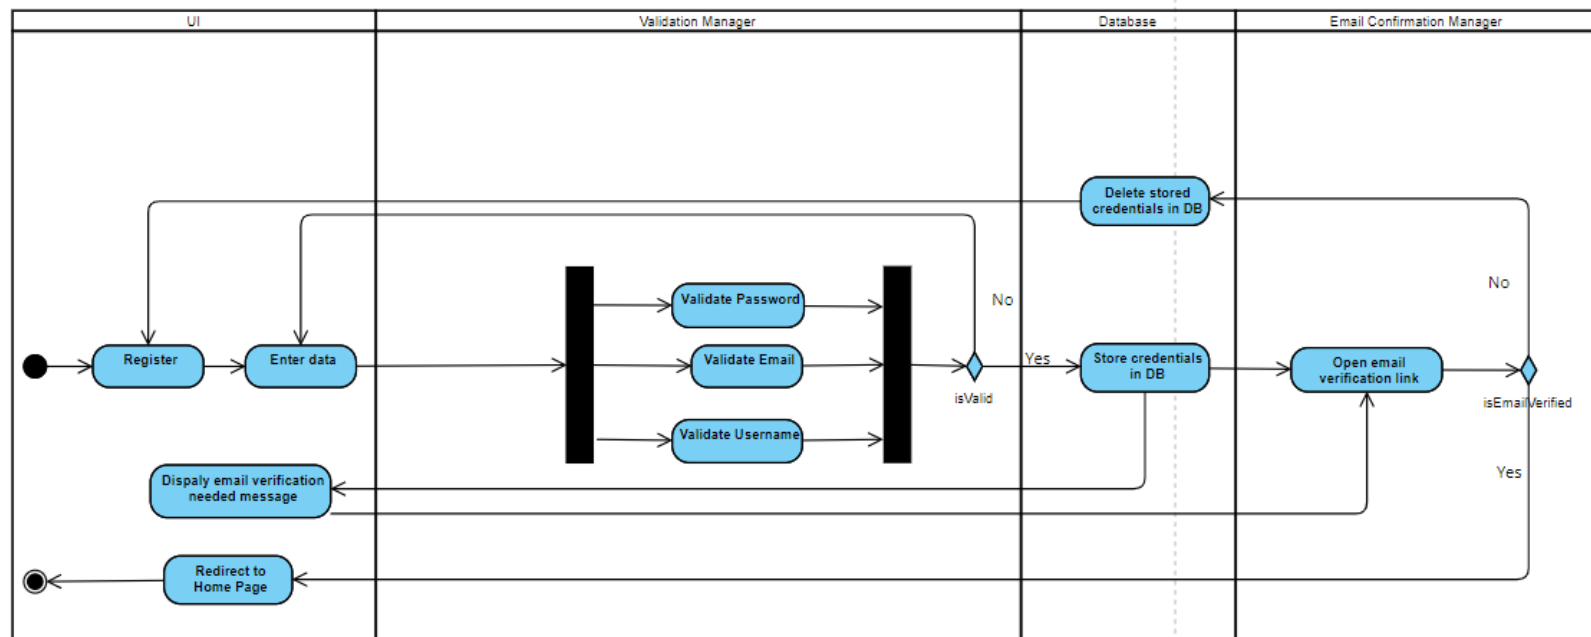 UI
Validation Manager
Database
Email Confirmation Manager
Delete stored
credentials in DB
No
Validate Password
No
Register
Enter data
Validate Email
isValid
Yes
Store credentials
in DB
Open email
verification link
isEmailVerified
Validate Username
Yes
Dispaly email verification
needed message
Redirect to
Home Page